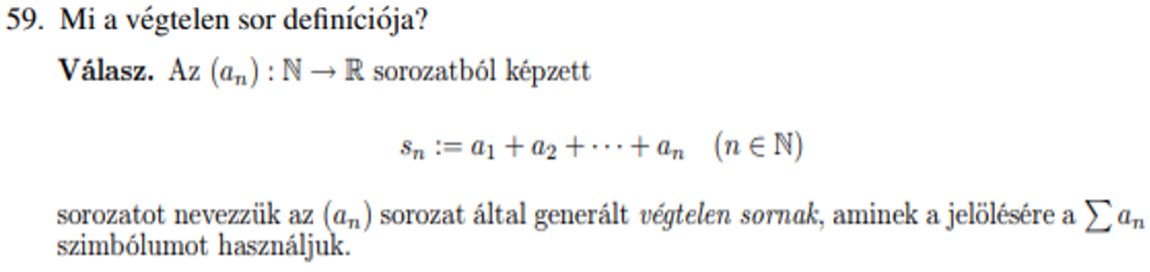 59. Mi a végtelen sor definíciója?
Válasz. Az (aₙ) : ℕ → ℝ sorozatból képzett
sₙ := a₁ + a₂ + ⋯ + aₙ (n ∈ ℕ)
sorozatot nevezzük az (aₙ) sorozat által generált végtelen sornak, aminek a jelölésére a ∑ aₙ
szimbólumot használjuk.